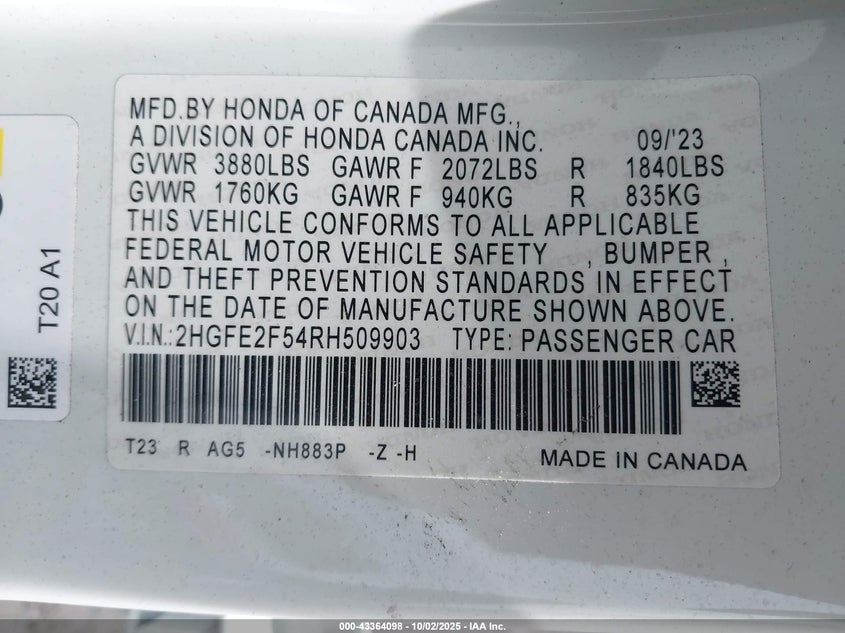 MFD.BY HONDA OF CANADA MFG.,
A DIVISION OF HONDA CANADA INC. 09/'23
GVWR 3880LBS GAWR F 2072LBS R 1840LBS
GVWR 1760KG GAWR F 940KG R 835KG
THIS VEHICLE CONFORMS TO ALL APPLICABLE
FEDERAL MOTOR VEHICLE SAFETY , BUMPER ,
AND THEFT PREVENTION STANDARDS IN EFFECT
ON THE DATE OF MANUFACTURE SHOWN ABOVE.
V.I.N.:2HGFE2F54RH509903 TYPE: PASSENGER CAR
T23 R AG5 -NH883P -Z -H MADE IN CANADA
T20 A1
000-43364098 - 10/02/2025 - IAA Inc.